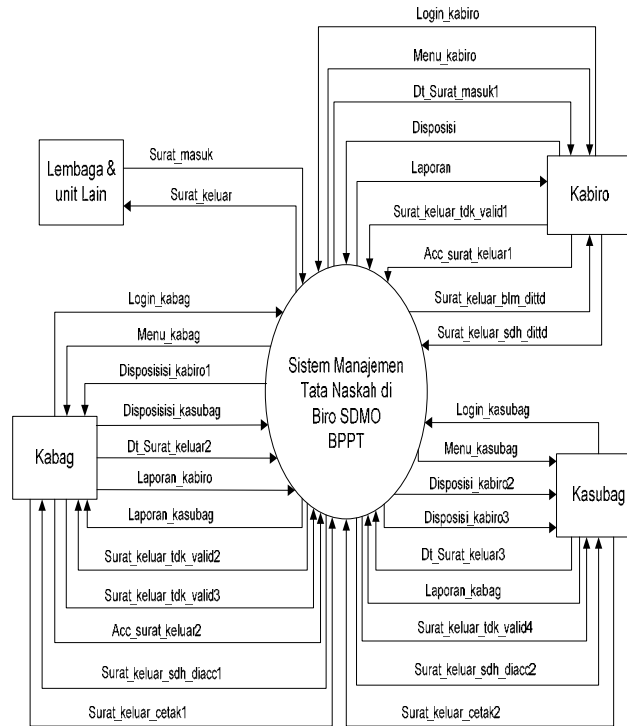 Login_kabiro
Menu_kabiro
Dt_Surat_masuk1
Disposisi
Laporan
Surat_keluar_tdk_valid1
Acc_surat_keluar1
Surat_keluar_blm_dittd
Surat_keluar_sdh_dittd
Kabiro
Lembaga &
unit Lain
Surat_masuk
Surat_keluar
Sistem Manajemen
Tata Naskah di
Biro SDMO
BPPT
Login_kabag
Menu_kabag
Disposisisi_kabiro1
Disposisisi_kasubag
Dt_Surat_keluar2
Laporan_kabiro
Laporan_kasubag
Surat_keluar_tdk_valid2
Surat_keluar_tdk_valid3
Acc_surat_keluar2
Surat_keluar_sdh_diacc1
Surat_keluar_cetak1
Kabag
Login_kasubag
Menu_kasubag
Disposisi_kabiro2
Disposisi_kabiro3
Dt_Surat_keluar3
Laporan_kabag
Surat_keluar_tdk_valid4
Surat_keluar_sdh_diacc2
Surat_keluar_cetak2
Kasubag